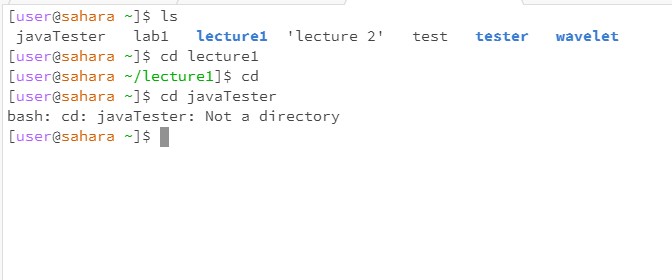 [user@sahara ~]$ ls
javaTester lab1 lecture1 'lecture 2' test tester wavelet
[user@sahara ~]$ cd lecture1
[user@sahara ~/lecture1]$ cd
[user@sahara ~]$ cd javaTester
bash: cd: javaTester: Not a directory
[user@sahara ~]$